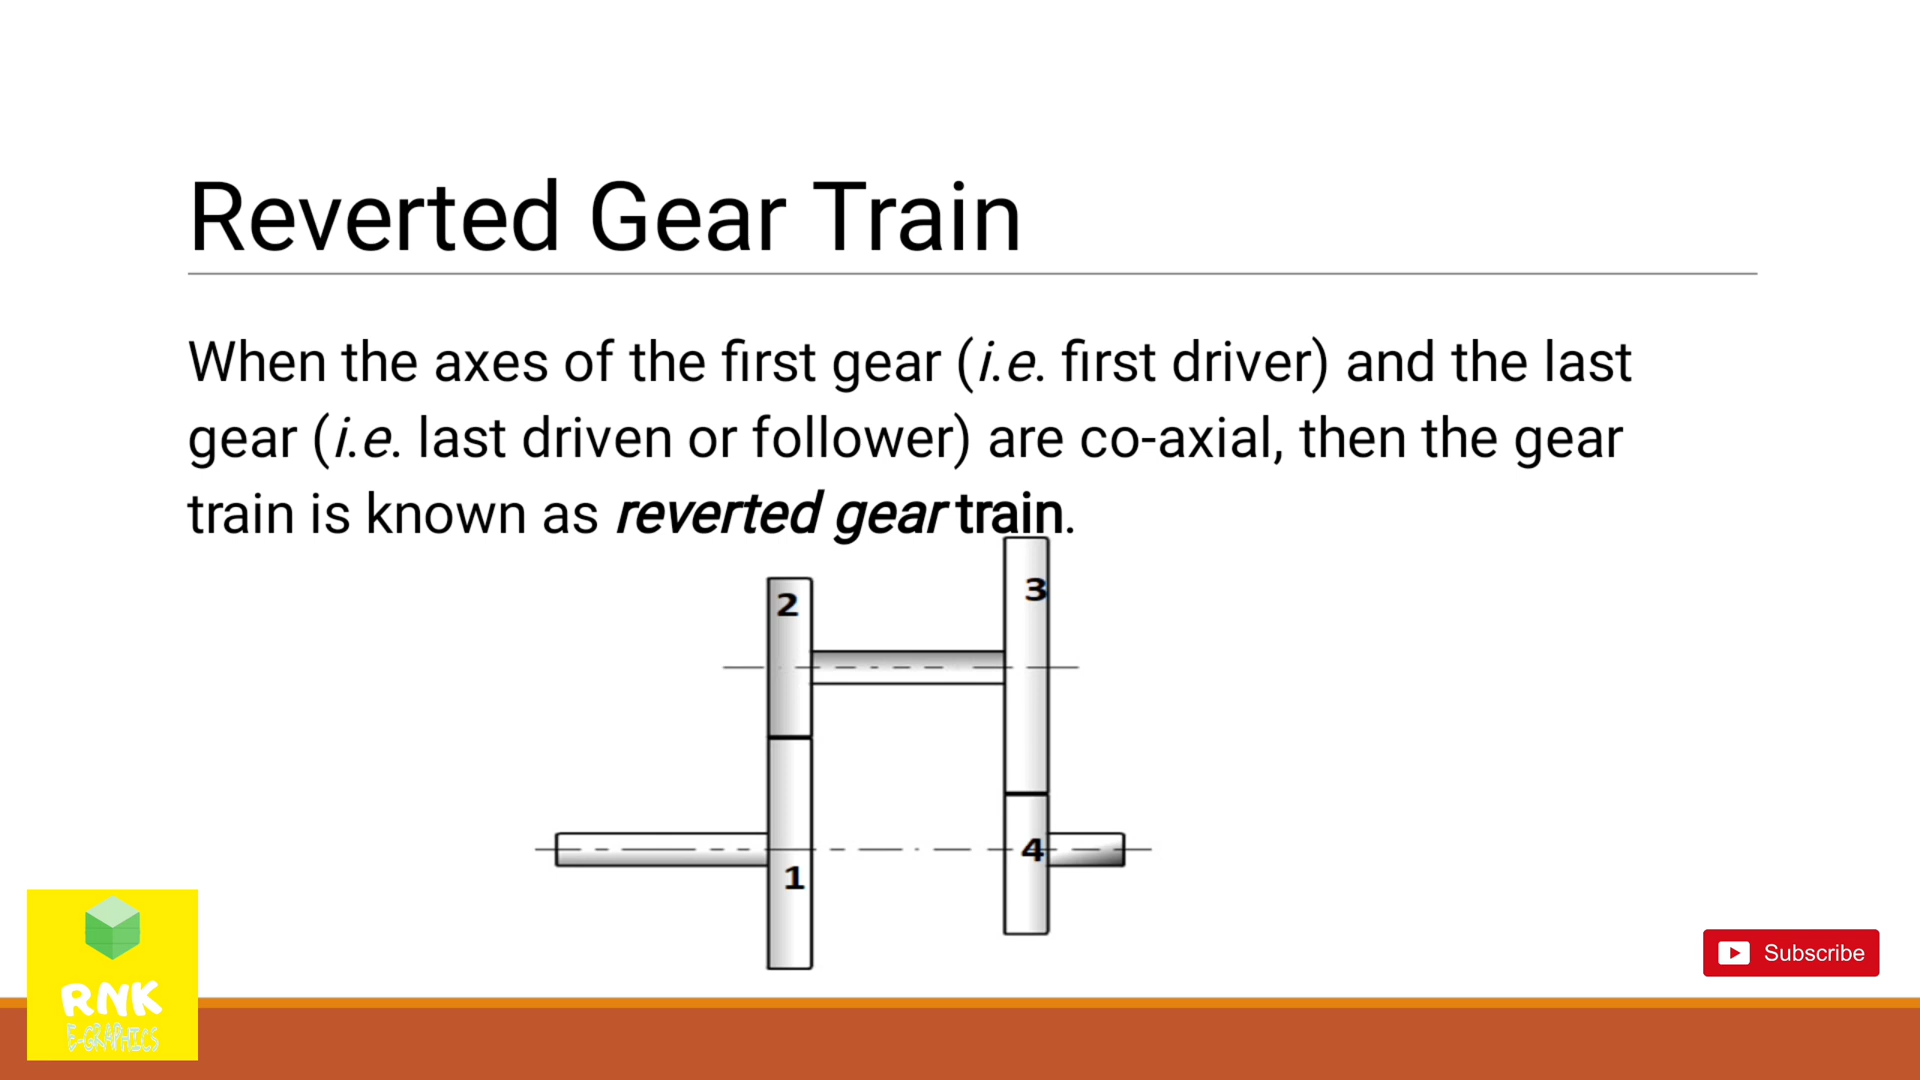 Reverted Gear Train
When the axes of the first gear (i.e. first driver) and the last
gear (i.e. last driven or follower) are co-axial, then the gear
train is known as reverted gear train.
3
2
4
1
RNK
E-GRAPHICS
Subscribe